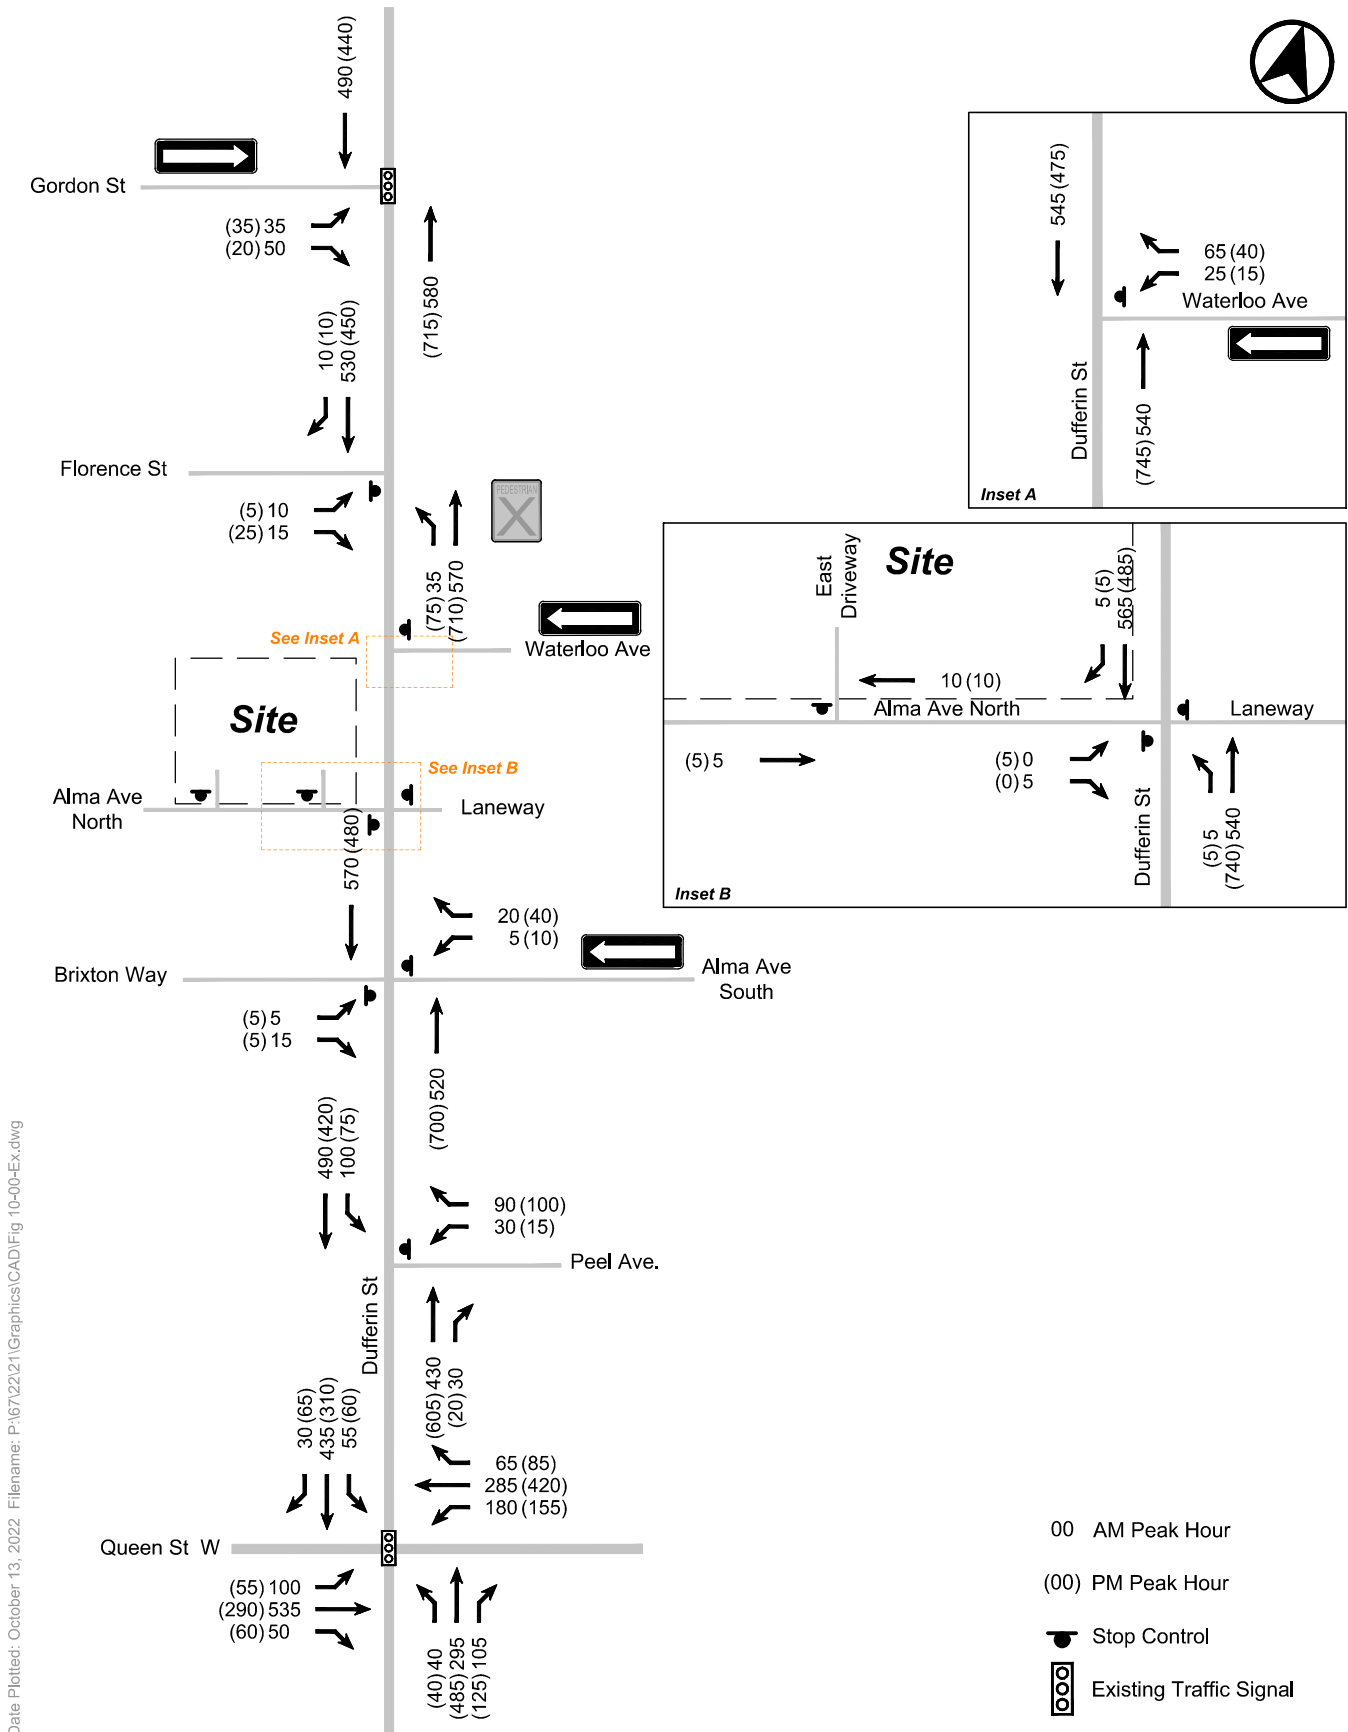 490 (440)
Gordon St
(35) 35
(20) 50
(715) 580
10 (10)
530 (450)
Florence St
(5) 10
(25) 15
PEDESTRIAN
X
(75) 35
(710) 570
See Inset A
Waterloo Ave
Site
See Inset B
Alma Ave
North
Laneway
570 (480)
20 (40)
5 (10)
Brixton Way
Alma Ave
South
(5) 5
(5) 15
(700) 520
490 (420)
100 (75)
90 (100)
30 (15)
Peel Ave.
Dufferin St
(605) 430
(20) 30
30 (65)
435 (310)
55 (60)
65 (85)
285 (420)
180 (155)
Queen St W
(55) 100
(290) 535
(60) 50
(40) 40
(485) 295
(125) 105
545 (475)
65 (40)
25 (15)
Waterloo Ave
Dufferin St
(745) 540
Inset A
East
Driveway
Site
5 (5)
565 (485)
10 (10)
Alma Ave North
Laneway
(5) 5
(5) 0
(0) 5
Dufferin St
(5) 5
(740) 540
Inset B
00 AM Peak Hour
(00) PM Peak Hour
Stop Control
Existing Traffic Signal
Date Plotted: October 13, 2022 Filename: P:\67\22\21\Graphics\CAD\Fig 10-00-Ex.dwg